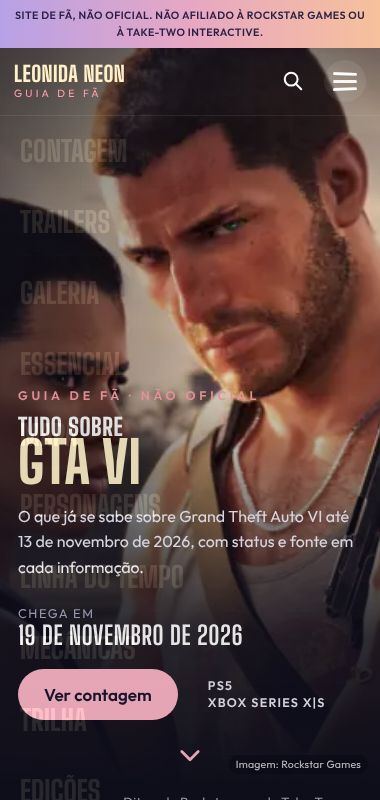 SITE DE FÃ, NÃO OFICIAL. NÃO AFILIADO À ROCKSTAR GAMES OU
À TAKE-TWO INTERACTIVE.
LEONIDA NEON
GUIA DE FÃ
CONTAGEM
TRAILERS
GALERIA
ESSENCIAL
GUIA DE FÃ · NÃO OFICIAL
TUDO SOBRE
GTA VI
PERSONAGENS
O que já se sabe sobre Grand Theft Auto VI até
13 de novembro de 2026, com status e fonte em
cada informação.
LINHA DO TEMPO
CHEGA EM
19 DE NOVEMBRO DE 2026
MECÂNICAS
Ver contagem
PS5
XBOX SERIES X|S
TRILHA
Imagem: Rockstar Games
EDIÇÕES